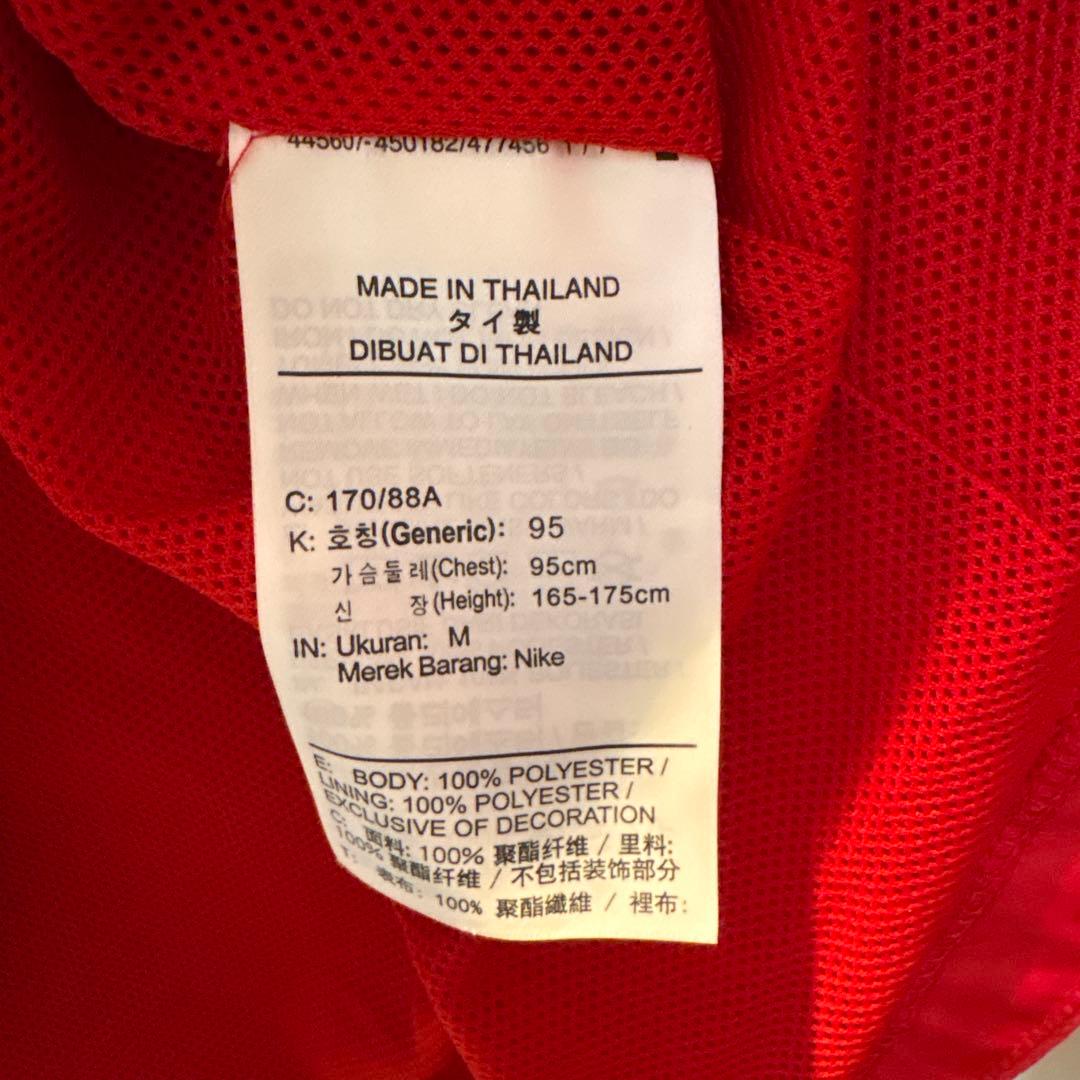 MADE IN THAILAND
タイ製
DIBUAT DI THAILAND
C: 170/88A
K: 호칭(Generic): 95
가슴둘레(Chest): 95cm
신 장(Height): 165-175cm
IN: Ukuran: M
Merek Barang: Nike
E: BODY: 100% POLYESTER /
LINING: 100% POLYESTER /
EXCLUSIVE OF DECORATION
C: 面料: 100% 聚酯纤维 / 里料:
100% 聚酯纤维 / 不包括装饰部分
T: 表布: 100% 聚酯纖維 / 裡布: